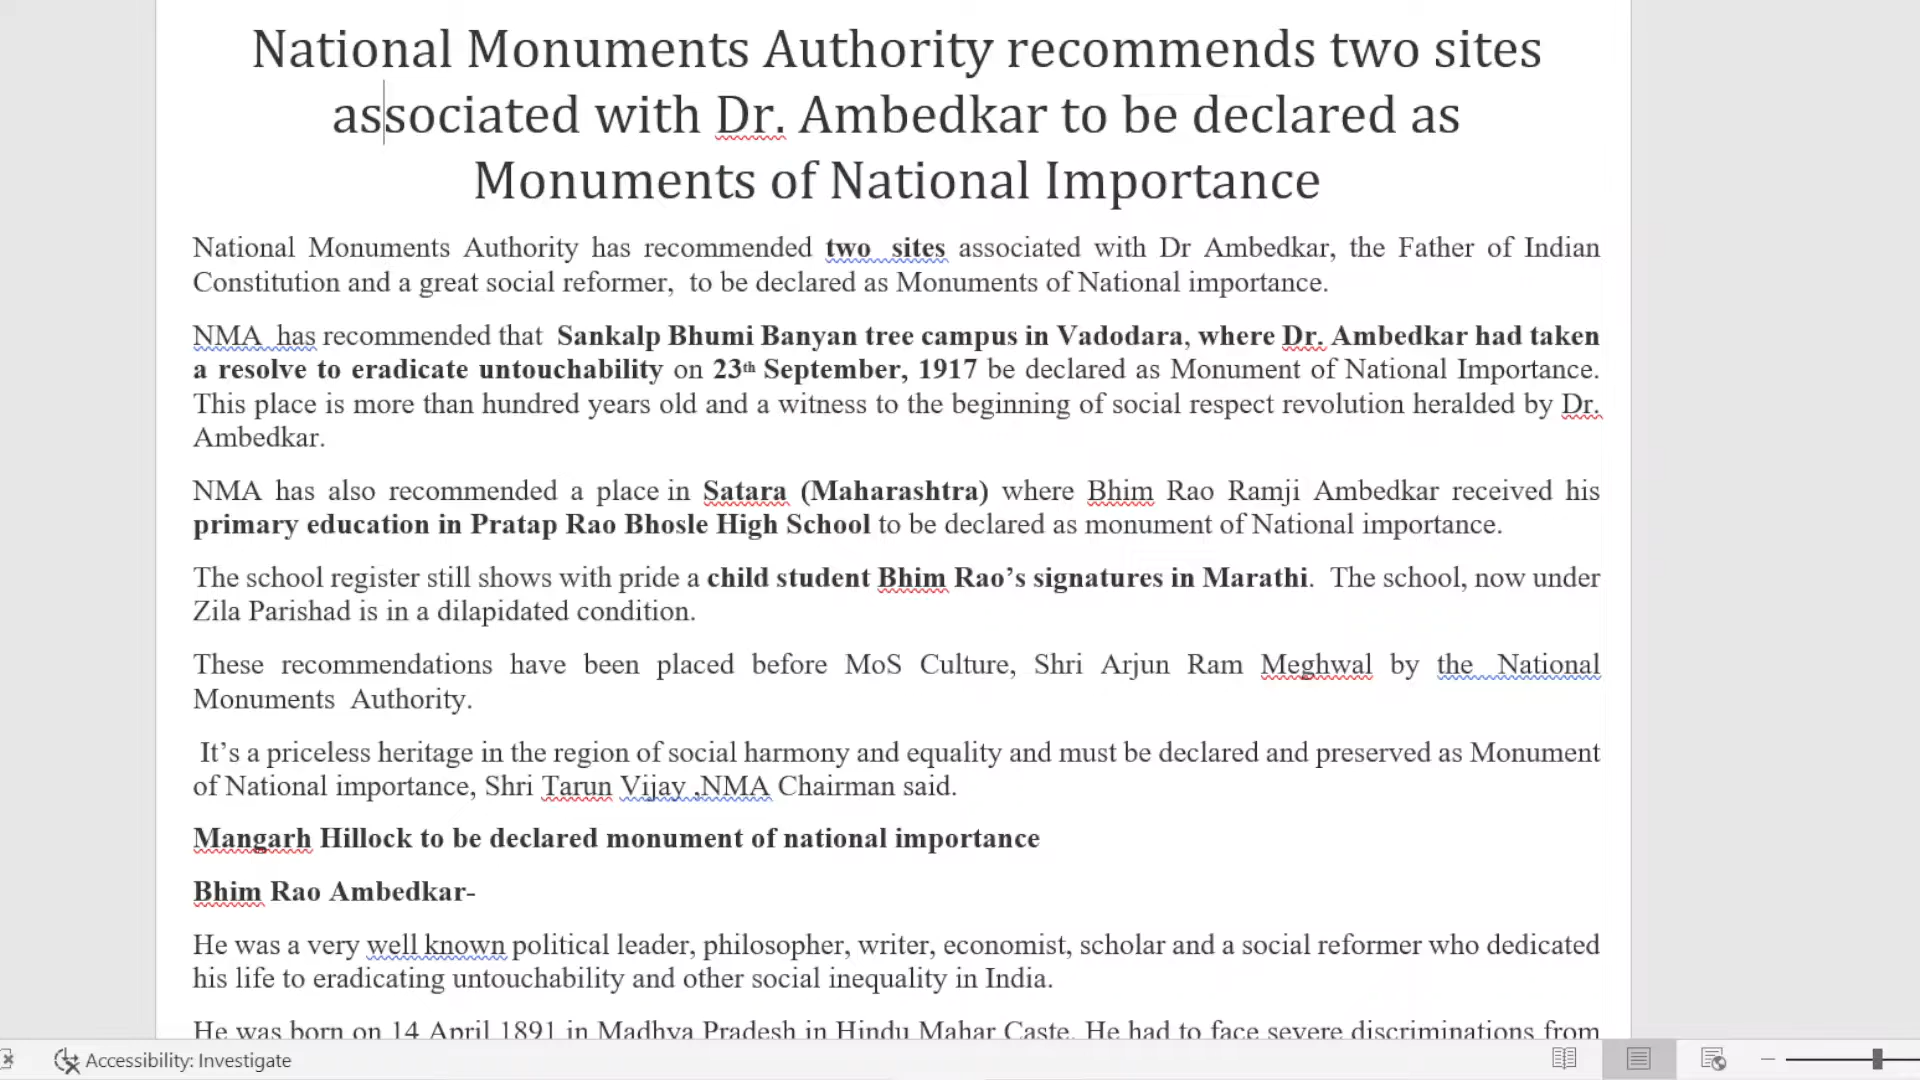 National Monuments Authority recommends two sites
associated with Dr. Ambedkar to be declared as
Monuments of National Importance
National Monuments Authority has recommended two sites associated with Dr Ambedkar, the Father of Indian
Constitution and a great social reformer, to be declared as Monuments of National importance.
NMA has recommended that Sankalp Bhumi Banyan tree campus in Vadodara, where Dr. Ambedkar had taken
a resolve to eradicate untouchability on 23th September, 1917 be declared as Monument of National Importance.
This place is more than hundred years old and a witness to the beginning of social respect revolution heralded by Dr.
Ambedkar.
NMA has also recommended a place in Satara (Maharashtra) where Bhim Rao Ramji Ambedkar received his
primary education in Pratap Rao Bhosle High School to be declared as monument of National importance.
The school register still shows with pride a child student Bhim Rao’s signatures in Marathi. The school, now under
Zila Parishad is in a dilapidated condition.
These recommendations have been placed before MoS Culture, Shri Arjun Ram Meghwal by the National
Monuments Authority.
It’s a priceless heritage in the region of social harmony and equality and must be declared and preserved as Monument
of National importance, Shri Tarun Vijay ,NMA Chairman said.
Mangarh Hillock to be declared monument of national importance
Bhim Rao Ambedkar-
He was a very well known political leader, philosopher, writer, economist, scholar and a social reformer who dedicated
his life to eradicating untouchability and other social inequality in India.
He was born on 14 April 1891 in Madhya Pradesh in Hindu Mahar Caste. He had to face severe discriminations from
Accessibility: Investigate